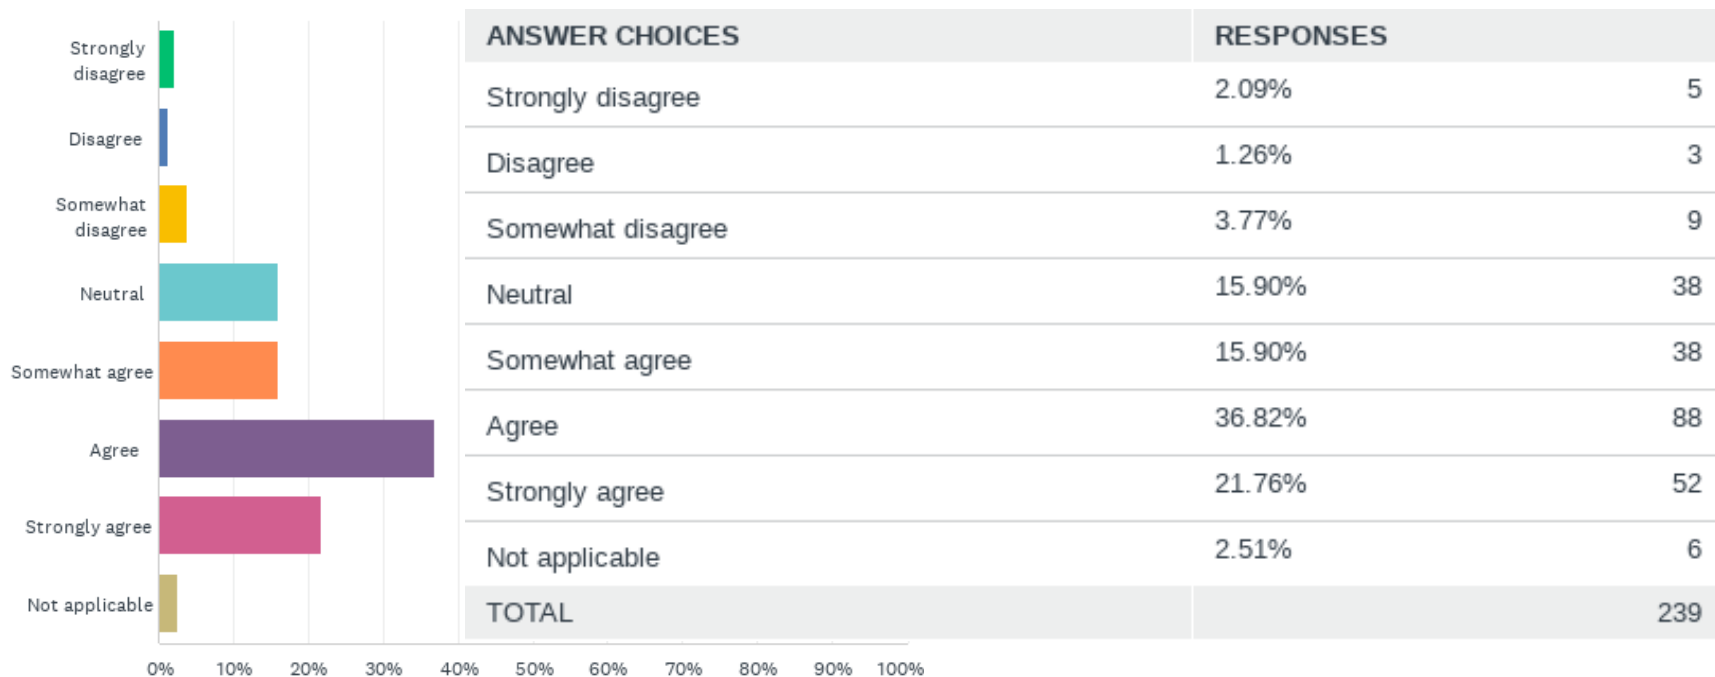 Strongly
disagree
Disagree
Somewhat
disagree
Neutral
Somewhat agree
Agree
Strongly agree
Not applicable
0% 10% 20% 30% 40% 50% 60% 70% 80% 90% 100%
ANSWER CHOICES RESPONSES
Strongly disagree 2.09% 5
Disagree 1.26% 3
Somewhat disagree 3.77% 9
Neutral 15.90% 38
Somewhat agree 15.90% 38
Agree 36.82% 88
Strongly agree 21.76% 52
Not applicable 2.51% 6
TOTAL 239